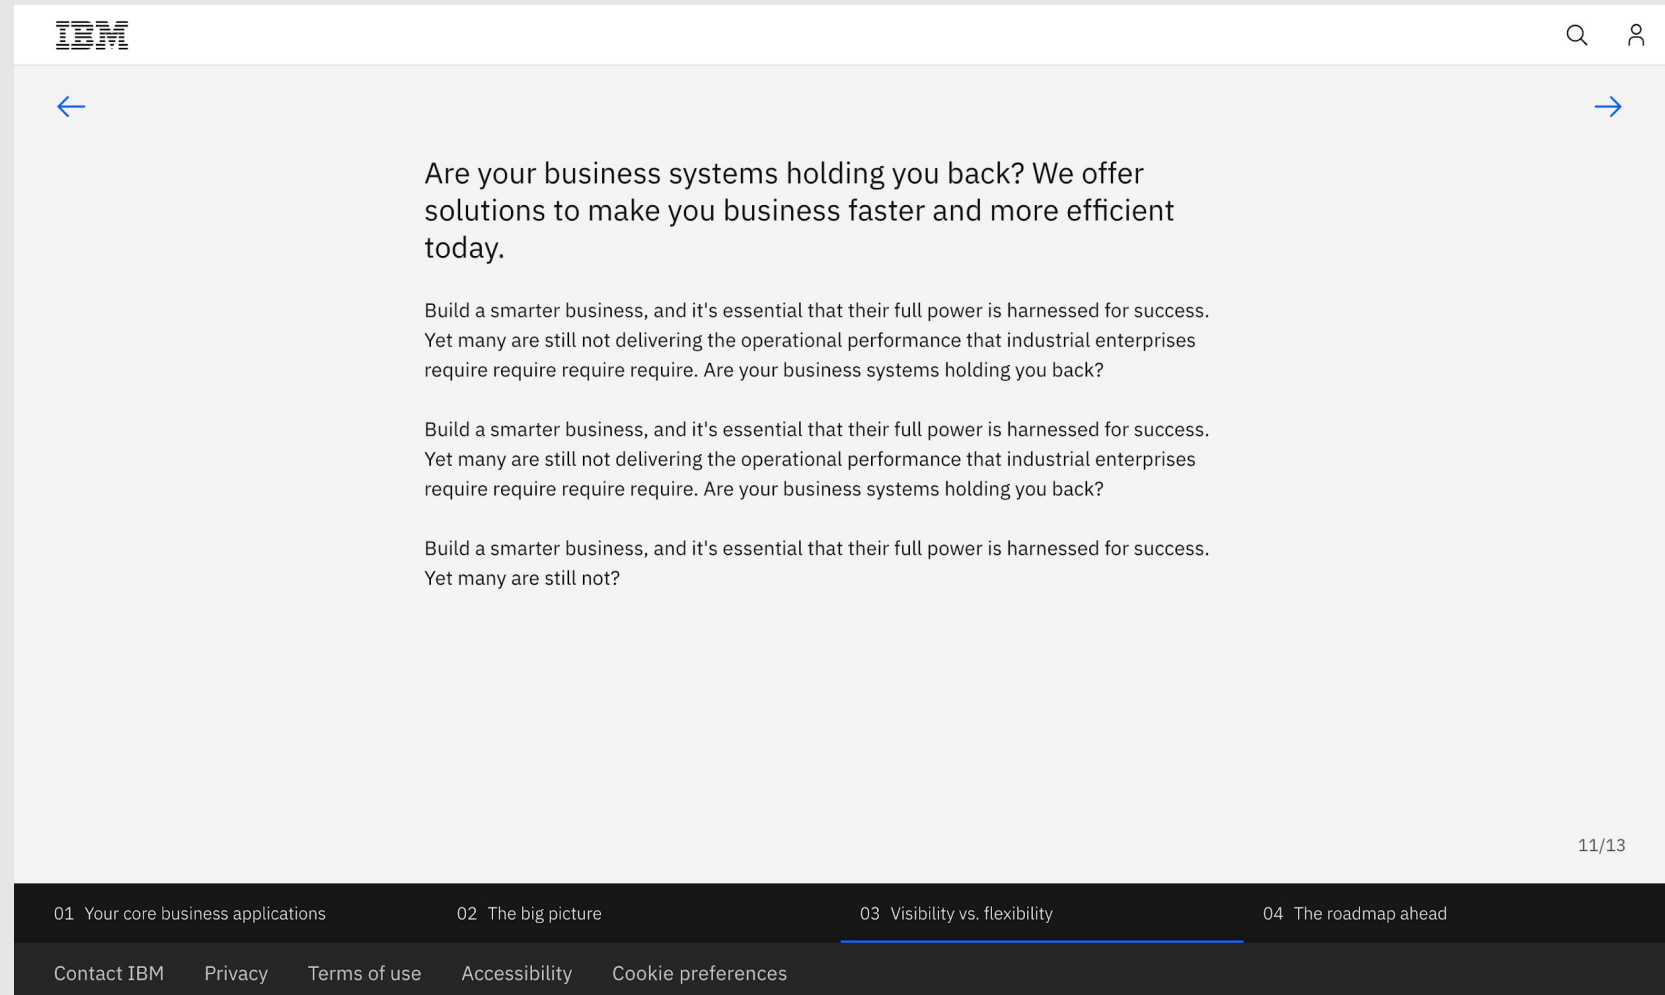 IBM
Are your business systems holding you back? We offer
solutions to make you business faster and more efficient
today.
Build a smarter business, and it's essential that their full power is harnessed for success.
Yet many are still not delivering the operational performance that industrial enterprises
require require require require. Are your business systems holding you back?
Build a smarter business, and it's essential that their full power is harnessed for success.
Yet many are still not delivering the operational performance that industrial enterprises
require require require require. Are your business systems holding you back?
Build a smarter business, and it's essential that their full power is harnessed for success.
Yet many are still not?
11/13
01 Your core business applications
02 The big picture
03 Visibility vs. flexibility
04 The roadmap ahead
Contact IBM
Privacy
Terms of use
Accessibility
Cookie preferences